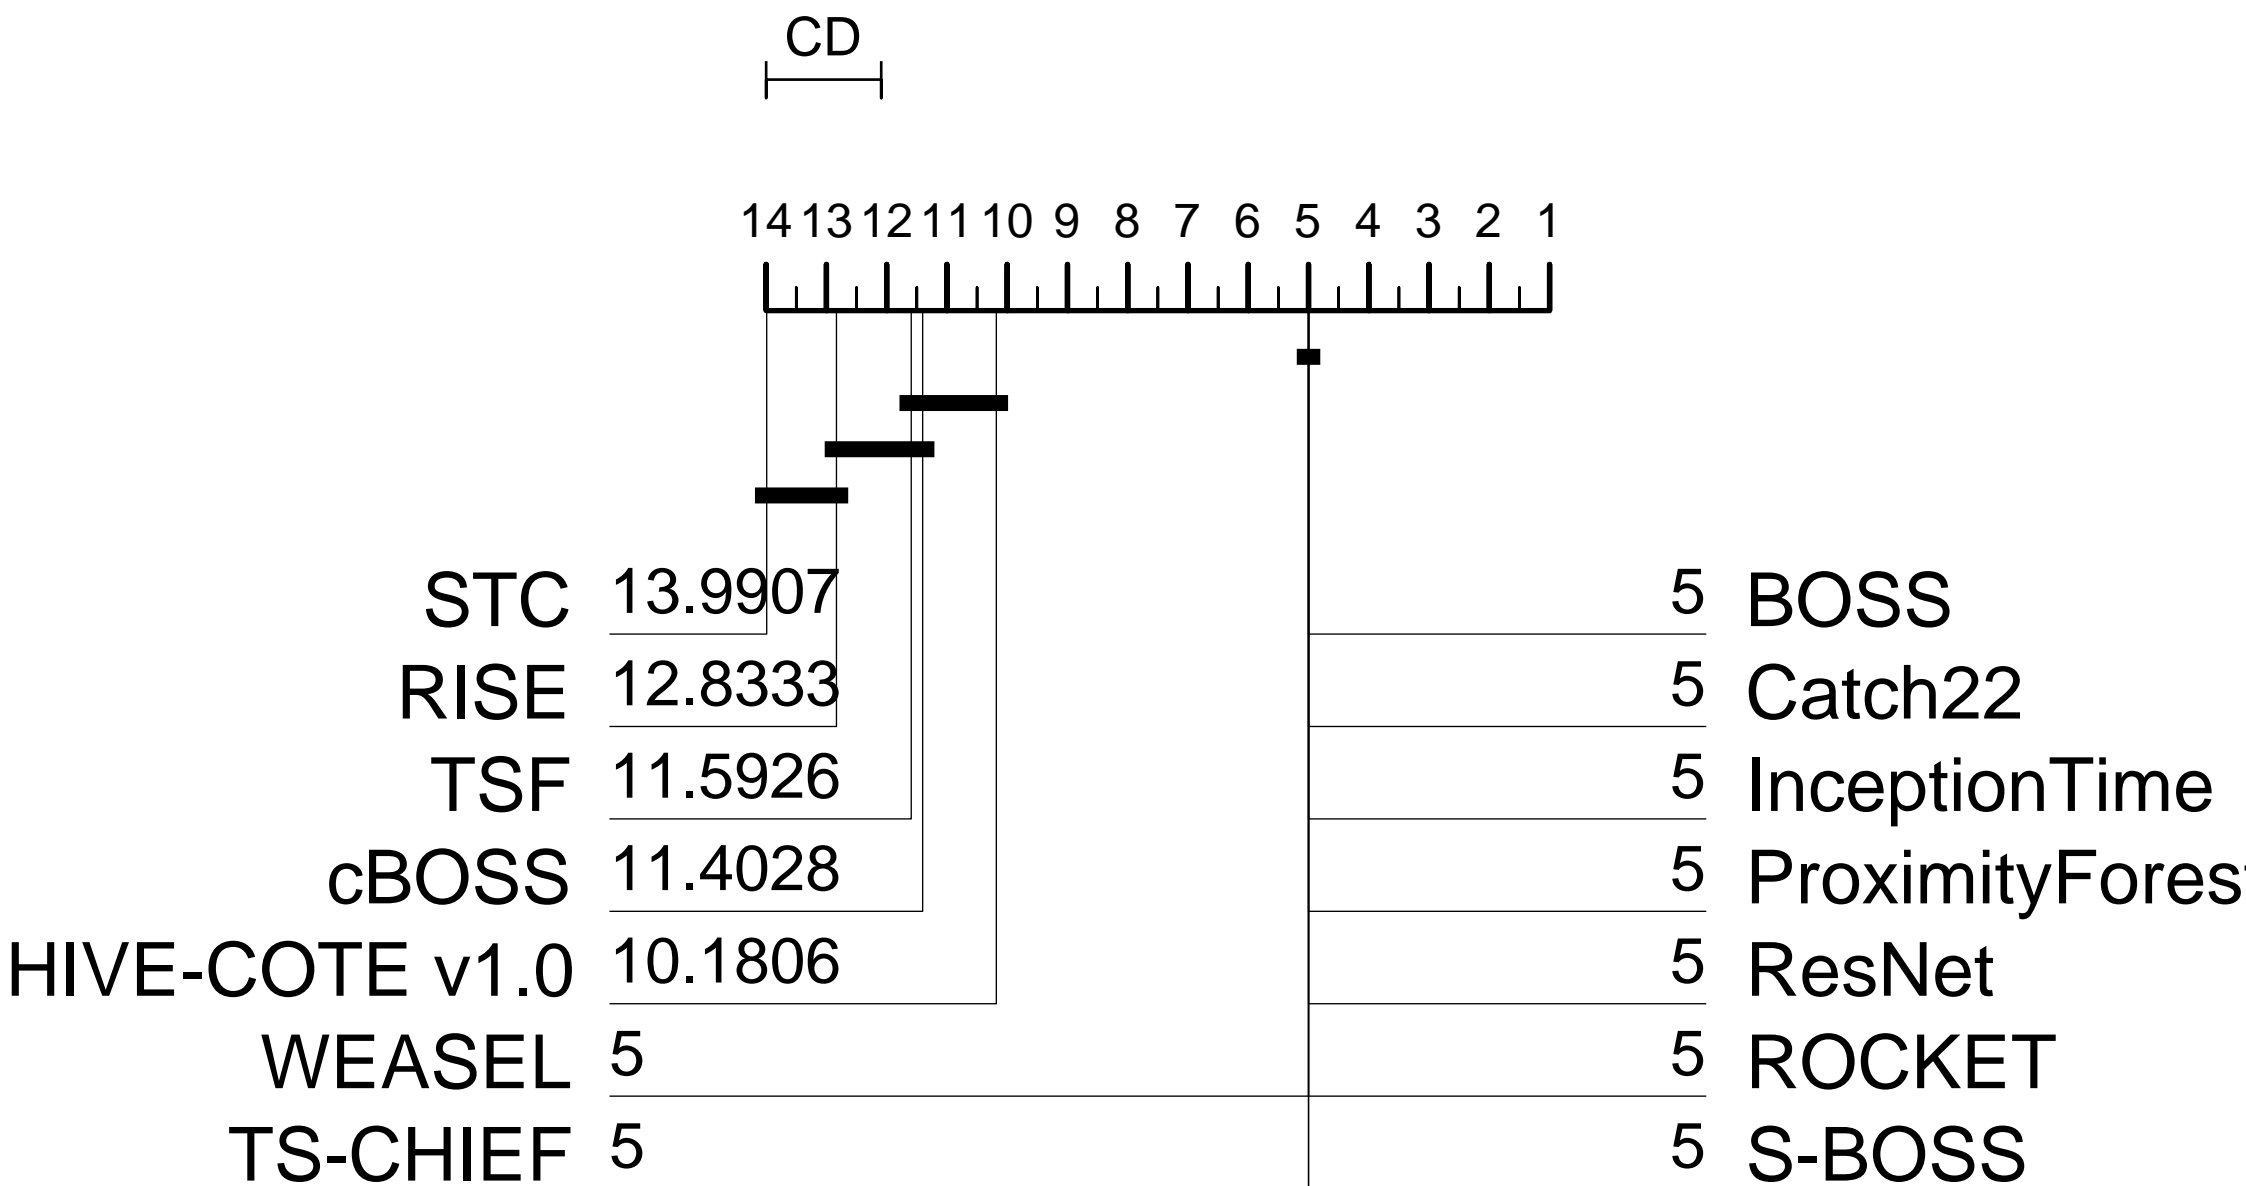 CD
14 13 12 11 10 9 8 7 6 5 4 3 2 1
STC 13.9907 5 BOSS
RISE 12.8333 5 Catch22
TSF 11.5926 5 InceptionTime
cBOSS 11.4028 5 ProximityForest
HIVE-COTE v1.0 10.1806 5 ResNet
WEASEL 5 5 ROCKET
TS-CHIEF 5 5 S-BOSS